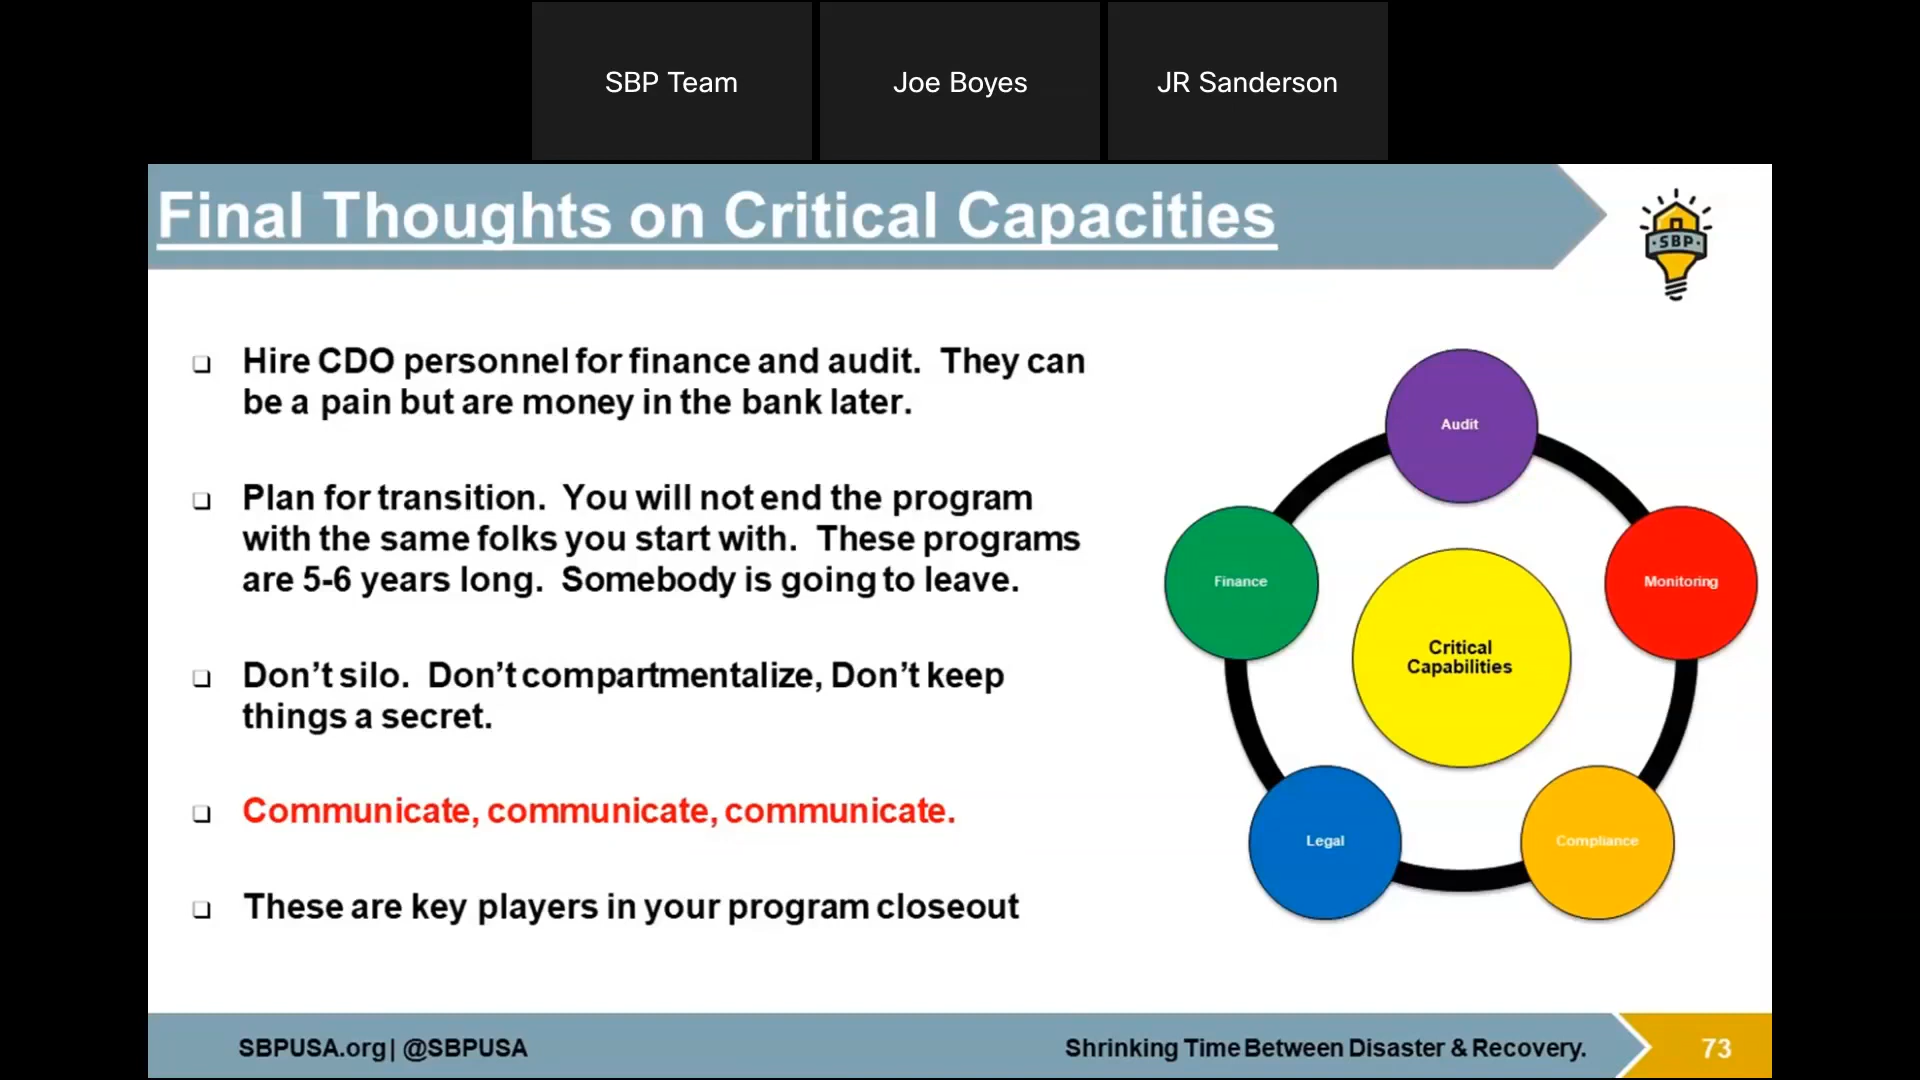 SBP Team
Joe Boyes
JR Sanderson
Final Thoughts on Critical Capacities
·SBP·
Hire CDO personnel for finance and audit. They can
be a pain but are money in the bank later.
Plan for transition. You will not end the program
with the same folks you start with. These programs
are 5-6 years long. Somebody is going to leave.
Don’t silo. Don’t compartmentalize, Don’t keep
things a secret.
Communicate, communicate, communicate.
These are key players in your program closeout
Audit
Finance
Monitoring
Critical
Capabilities
Legal
Compliance
SBPUSA.org| @SBPUSA
Shrinking Time Between Disaster & Recovery.
73